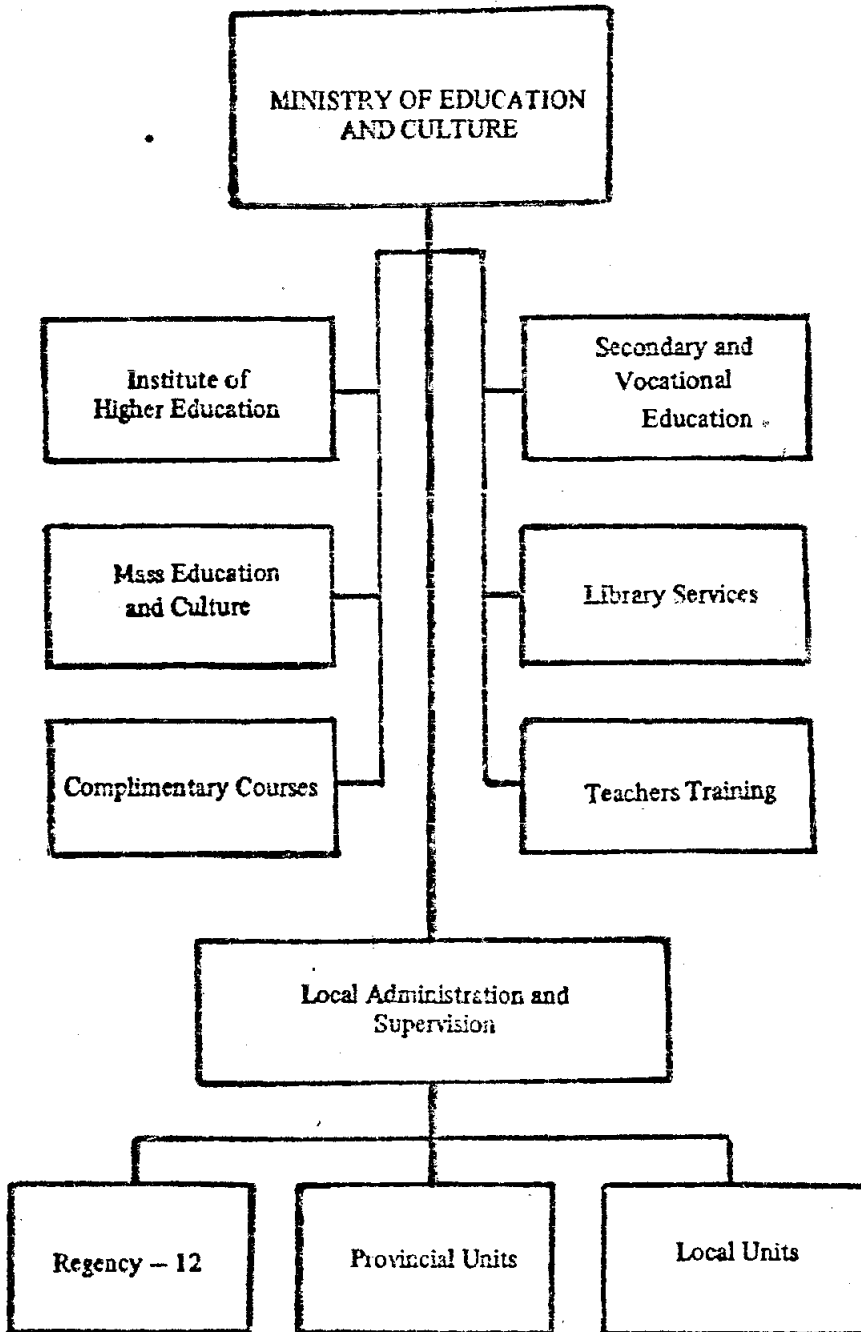 MINISTRY OF EDUCATION
AND CULTURE
Institute of
Higher Education
Secondary and
Vocational
Education
Mass Education
and Culture
Library Services
Complimentary Courses
Teachers Training
Local Administration and
Supervision
Regency – 12
Provincial Units
Local Units